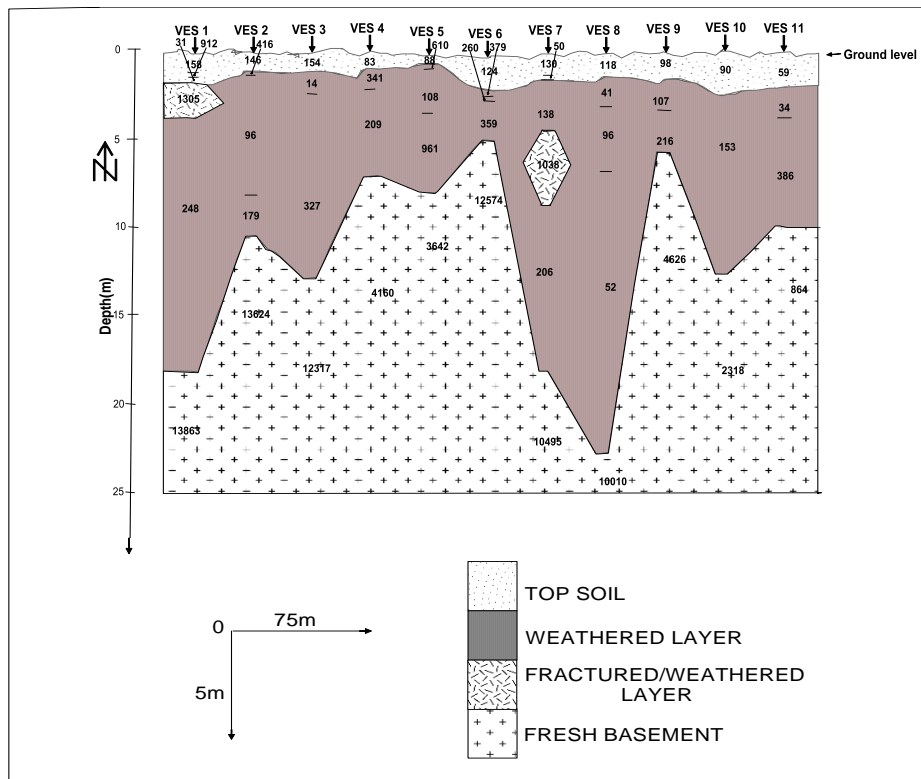 VES 1 VES 2 VES 3 VES 4 VES 5 VES 6 VES 7 VES 8 VES 9 VES 10 VES 11
31 912 416 610 260 379 50
0
Ground level
158 146 154 83 88 124 130 118 98 90 59
1305 14 341 108 41 107 34
96 209 359 138 96 153
5
961 216
N
1038
386
248 179 327 12574
10
3642 206 52 4626 864
4160
Depth(m)
15
13624
12317 2318
20
13863 10495
10010
25
0 75m
5m
TOP SOIL
WEATHERED LAYER
FRACTURED/WEATHERED
LAYER
FRESH BASEMENT